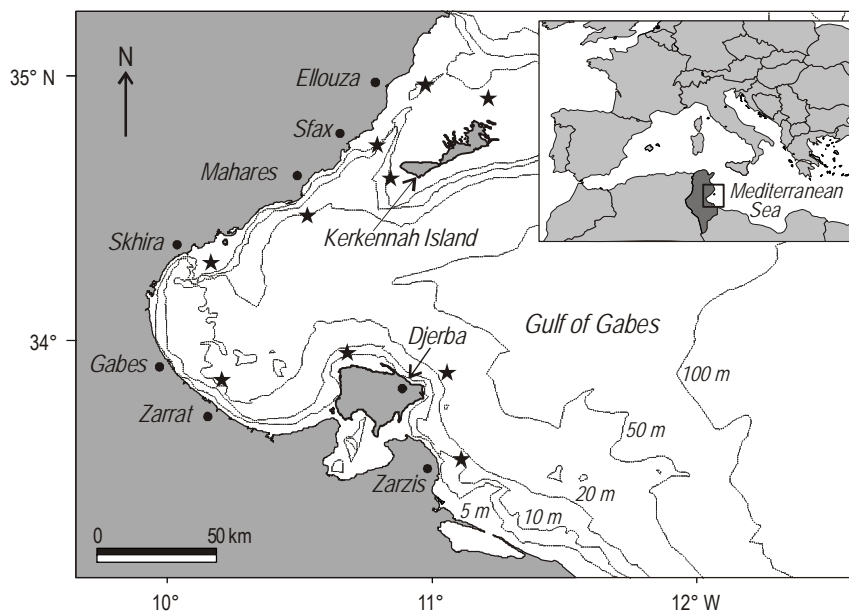 N
35° N
Ellouza
Sfax
Mahares
Kerkennah Island
Skhira
Mediterranean
Sea
34°
Gabes
Zarrat
Djerba
Gulf of Gabes
100 m
50 m
20 m
10 m
5 m
Zarzis
0 50 km
10° 11° 12° W